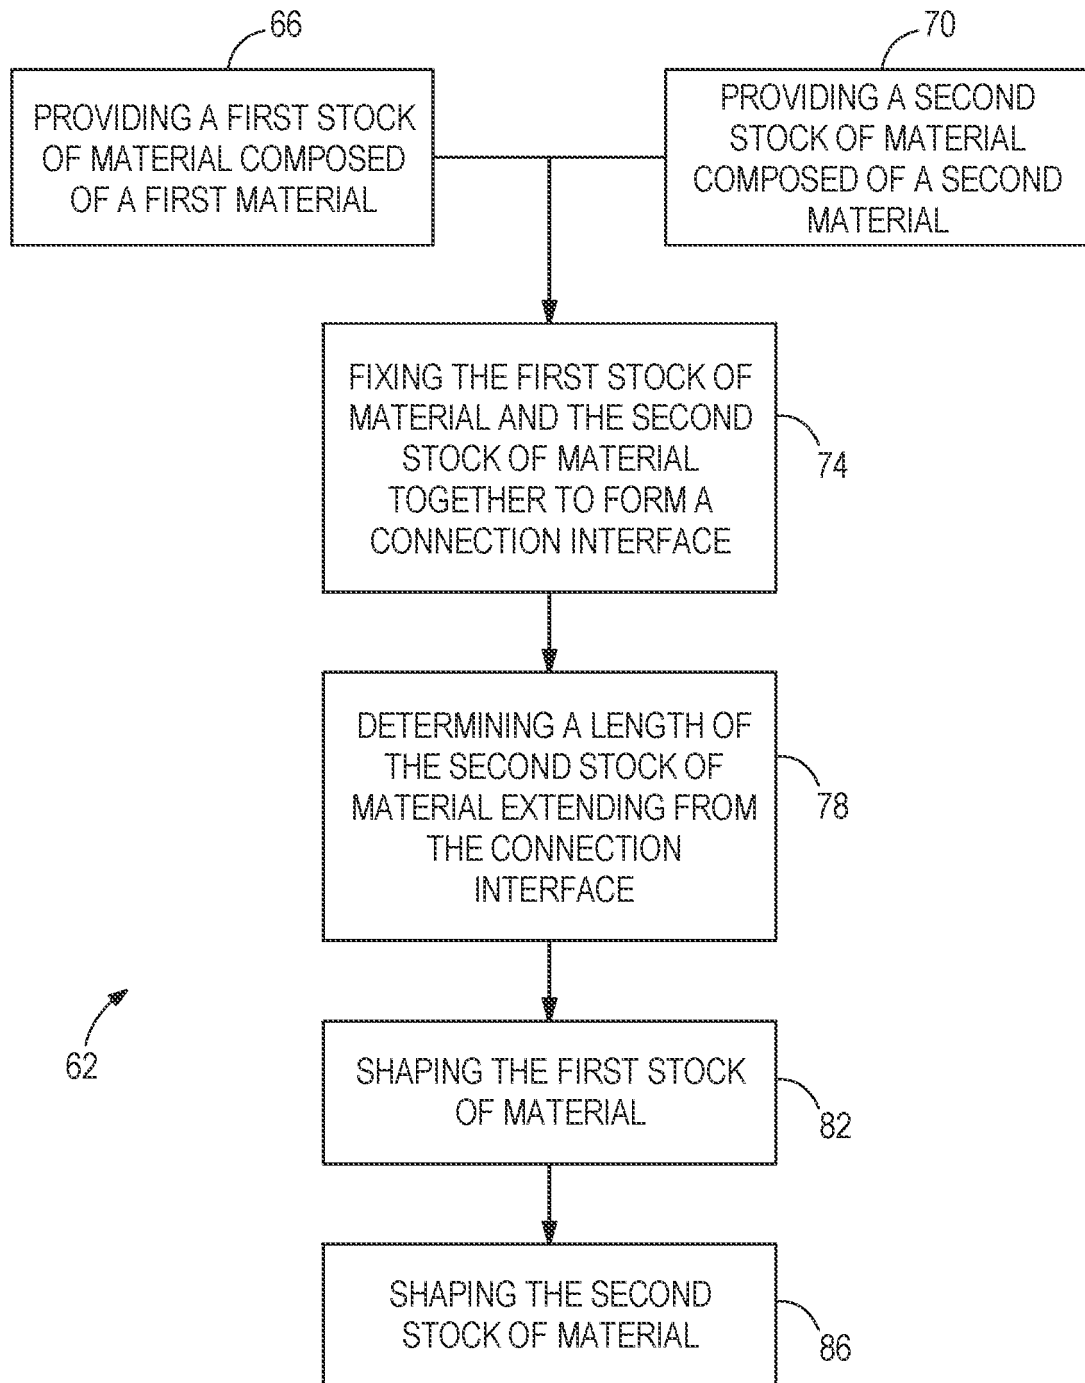 66
PROVIDING A FIRST STOCK
OF MATERIAL COMPOSED
OF A FIRST MATERIAL
70
PROVIDING A SECOND
STOCK OF MATERIAL
COMPOSED OF A SECOND
MATERIAL
FIXING THE FIRST STOCK OF
MATERIAL AND THE SECOND
STOCK OF MATERIAL
TOGETHER TO FORM A
CONNECTION INTERFACE
74
DETERMINING A LENGTH OF
THE SECOND STOCK OF
MATERIAL EXTENDING FROM
THE CONNECTION
INTERFACE
78
62
SHAPING THE FIRST STOCK
OF MATERIAL
82
SHAPING THE SECOND
STOCK OF MATERIAL
86